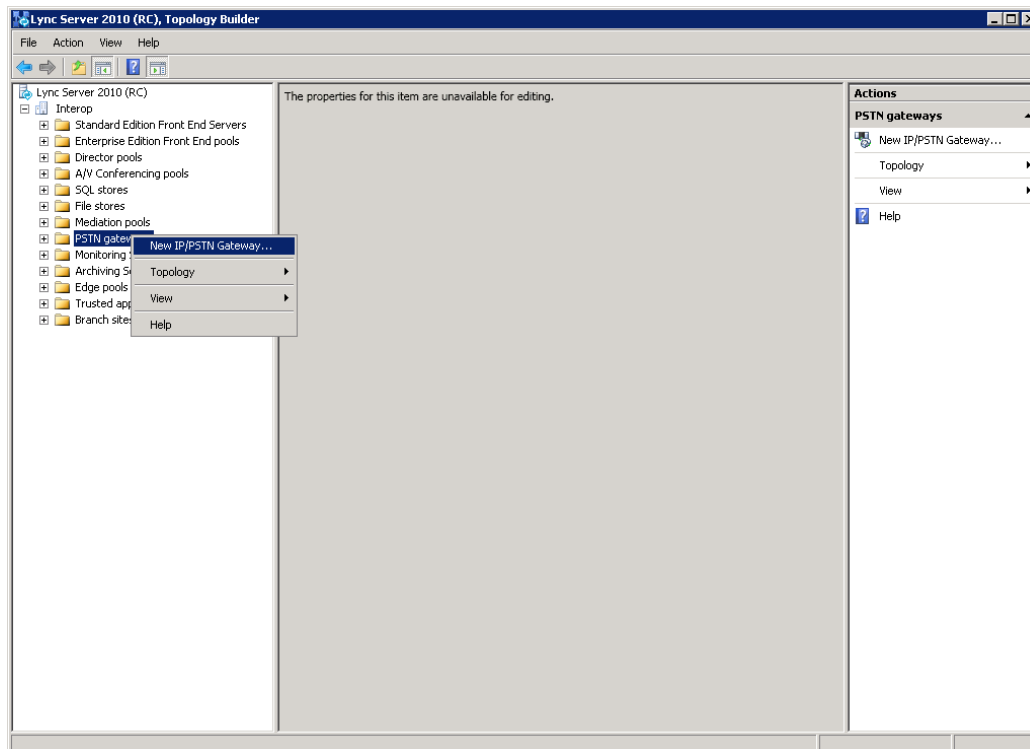 Lync Server 2010 (RC), Topology Builder
File Action View Help
Lync Server 2010 (RC)
Interop
Standard Edition Front End Servers
Enterprise Edition Front End pools
Director pools
A/V Conferencing pools
SQL stores
File stores
Mediation pools
PSTN
Monitoring
Archiving
Edge pools
Trusted
Branch
New IP/PSTN Gateway...
Topology
View
Help
The properties for this item are unavailable for editing.
Actions
PSTN gateways
New IP/PSTN Gateway...
Topology
View
Help